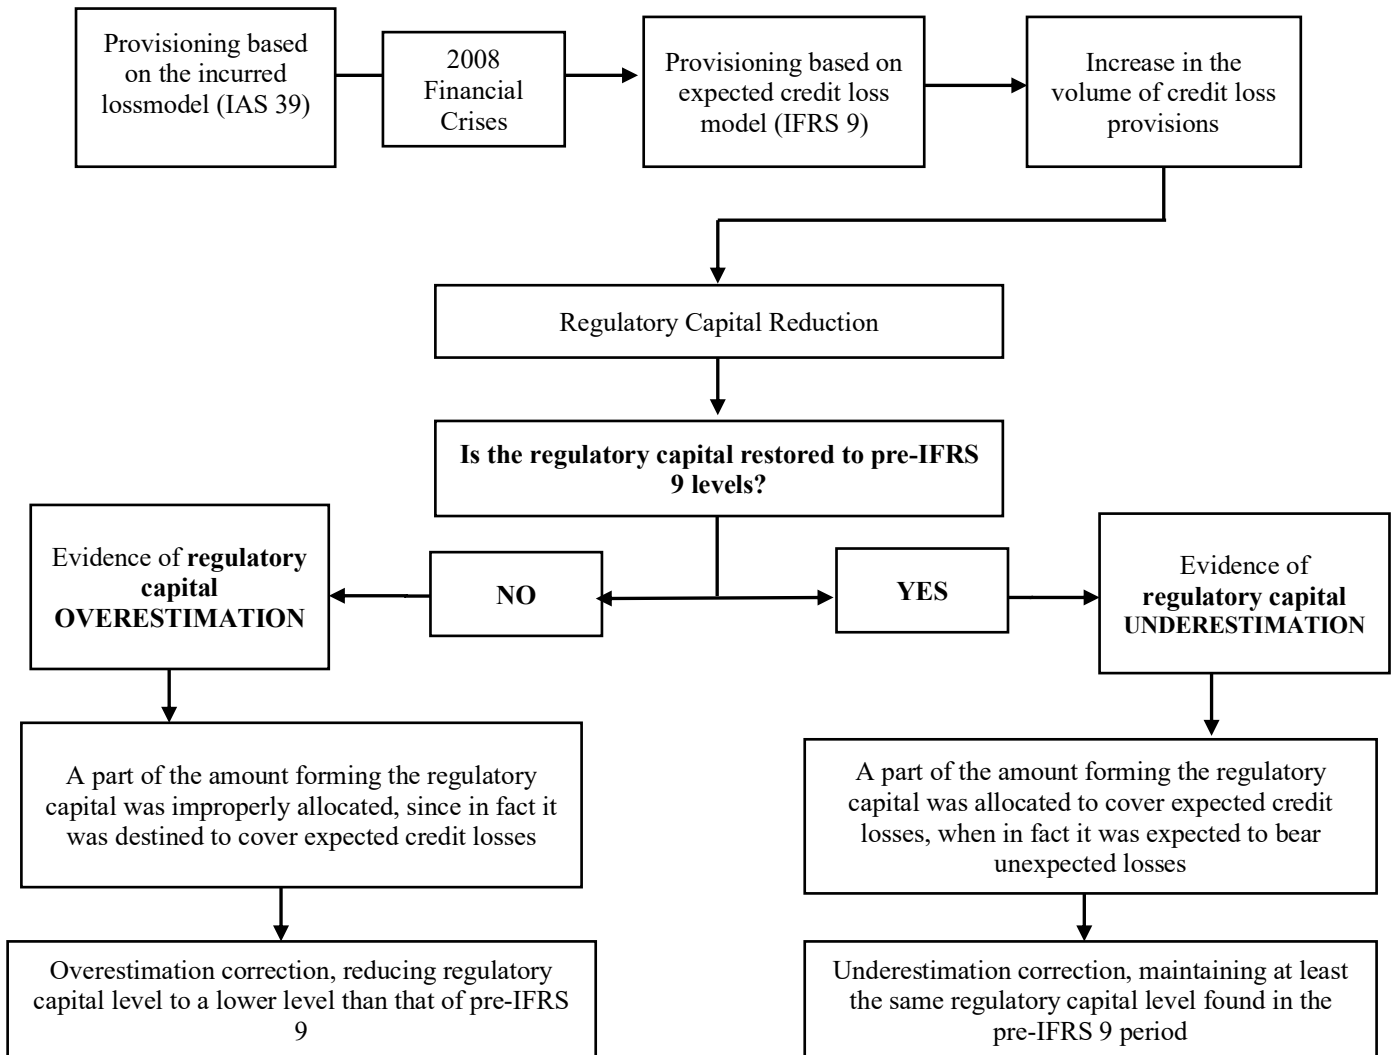 Provisioning based
on the incurred
lossmodel (IAS 39)
2008
Financial
Crises
Provisioning based on
expected credit loss
model (IFRS 9)
Increase in the
volume of credit loss
provisions
Regulatory Capital Reduction
Is the regulatory capital restored to pre-IFRS
9 levels?
Evidence of regulatory
capital
OVERESTIMATION
NO
YES
Evidence of
regulatory capital
UNDERESTIMATION
A part of the amount forming the regulatory
capital was improperly allocated, since in fact it
was destined to cover expected credit losses
A part of the amount forming the regulatory
capital was allocated to cover expected credit
losses, when in fact it was expected to bear
unexpected losses
Overestimation correction, reducing regulatory
capital level to a lower level than that of pre-IFRS
9
Underestimation correction, maintaining at least
the same regulatory capital level found in the
pre-IFRS 9 period